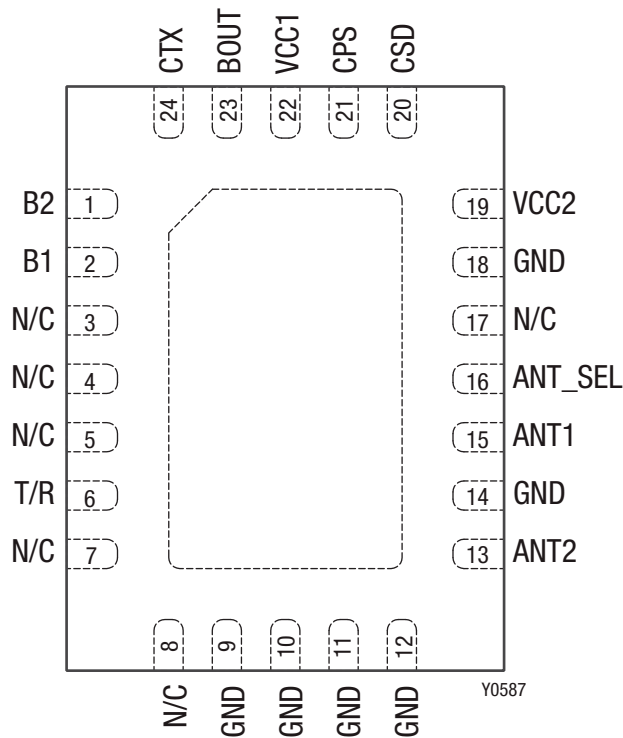 CTX BOUT VCC1 CPS CSD
24 23 22 21 20
B2 1 19 VCC2
B1 2 18 GND
N/C 3 17 N/C
N/C 4 16 ANT_SEL
N/C 5 15 ANT1
T/R 6 14 GND
N/C 7 13 ANT2
8 9 10 11 12
N/C GND GND GND GND
Y0587